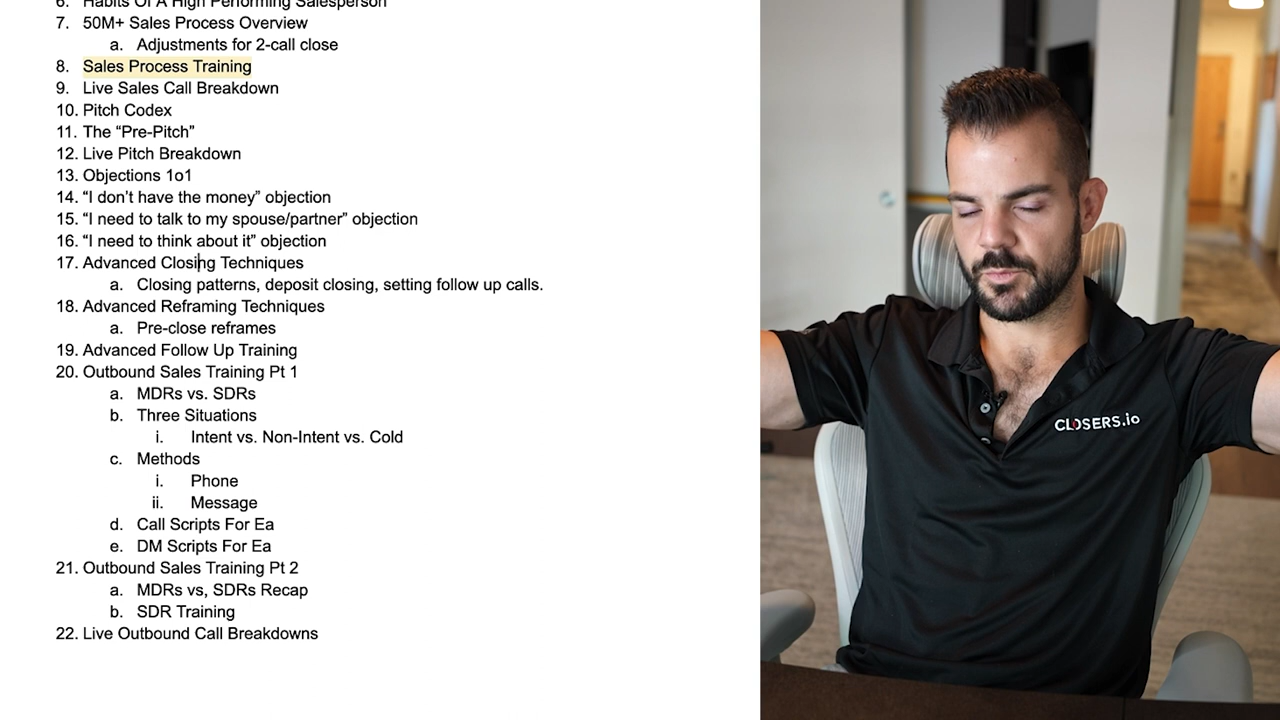 6. Habits Of A High Performing Salesperson
7. 50M+ Sales Process Overview
a. Adjustments for 2-call close
8. Sales Process Training
9. Live Sales Call Breakdown
10. Pitch Codex
11. The “Pre-Pitch”
12. Live Pitch Breakdown
13. Objections 1o1
14. “I don’t have the money” objection
15. “I need to talk to my spouse/partner” objection
16. “I need to think about it” objection
17. Advanced Closing Techniques
a. Closing patterns, deposit closing, setting follow up calls.
18. Advanced Reframing Techniques
a. Pre-close reframes
19. Advanced Follow Up Training
20. Outbound Sales Training Pt 1
a. MDRs vs. SDRs
b. Three Situations
i. Intent vs. Non-Intent vs. Cold
c. Methods
i. Phone
ii. Message
d. Call Scripts For Ea
e. DM Scripts For Ea
21. Outbound Sales Training Pt 2
a. MDRs vs, SDRs Recap
b. SDR Training
22. Live Outbound Call Breakdowns
CLOSERS.io